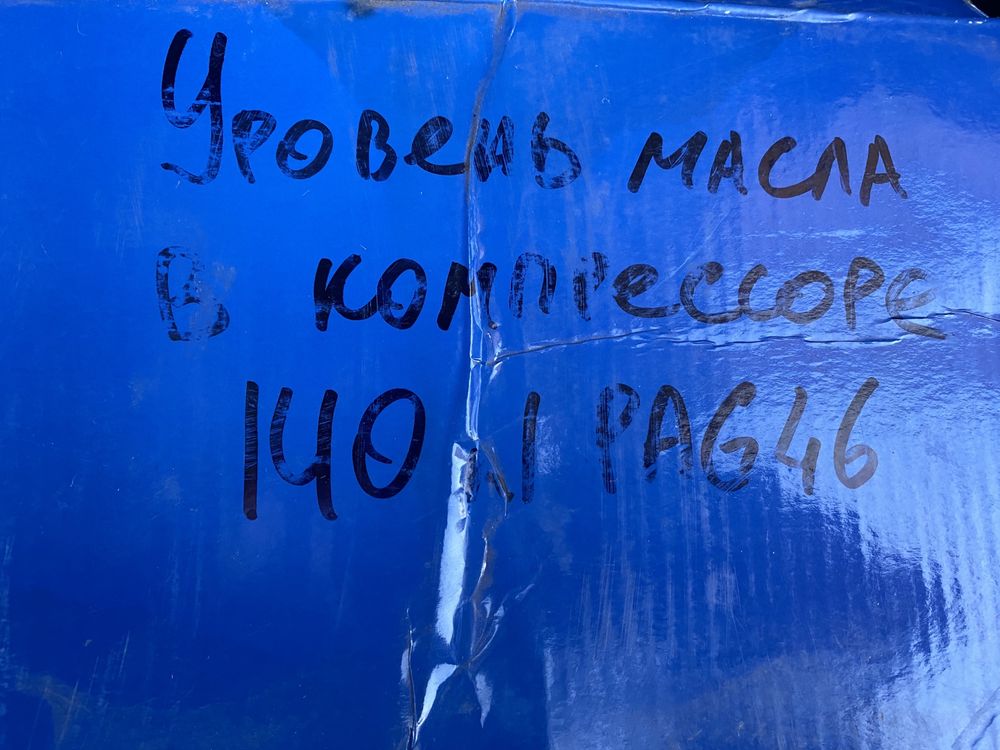 Уровень масла
в компрессоре
140 PAG46